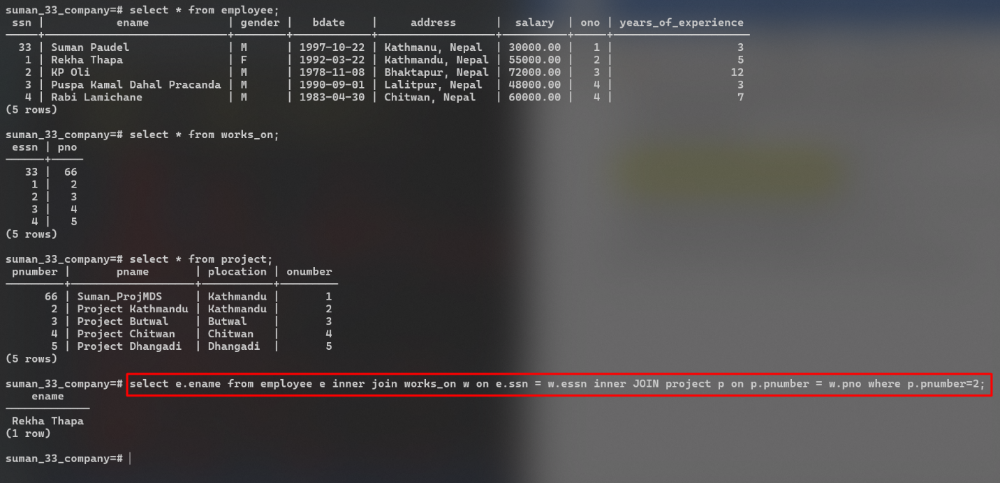 suman_33_company=# select * from employee;
 ssn |            ename            | gender |   bdate    |     address      |  salary  | ono | years_of_experience
-----+-----------------------------+--------+------------+------------------+----------+-----+---------------------
  33 | Suman Paudel                | M      | 1997-10-22 | Kathmanu, Nepal  | 30000.00 |   1 |                   3
   1 | Rekha Thapa                 | F      | 1992-03-22 | Kathmandu, Nepal | 55000.00 |   2 |                   5
   2 | KP Oli                      | M      | 1978-11-08 | Bhaktapur, Nepal | 72000.00 |   3 |                  12
   3 | Puspa Kamal Dahal Pracanda | M      | 1990-09-01 | Lalitpur, Nepal  | 48000.00 |   4 |                   3
   4 | Rabi Lamichane              | M      | 1983-04-30 | Chitwan, Nepal   | 60000.00 |   4 |                   7
(5 rows)

suman_33_company=# select * from works_on;
 essn | pno
------+-----
   33 |  66
    1 |   2
    2 |   3
    3 |   4
    4 |   5
(5 rows)

suman_33_company=# select * from project;
 pnumber |       pname       | plocation | onumber
---------+-------------------+-----------+---------
      66 | Suman_ProjMDS     | Kathmandu |       1
       2 | Project Kathmandu | Kathmandu |       2
       3 | Project Butwal    | Butwal    |       3
       4 | Project Chitwan   | Chitwan   |       4
       5 | Project Dhangadi  | Dhangadi  |       5
(5 rows)

suman_33_company=# select e.ename from employee e inner join works_on w on e.ssn = w.essn inner JOIN project p on p.pnumber = w.pno where p.pnumber=2;
    ename
-------------
 Rekha Thapa
(1 row)

suman_33_company=#